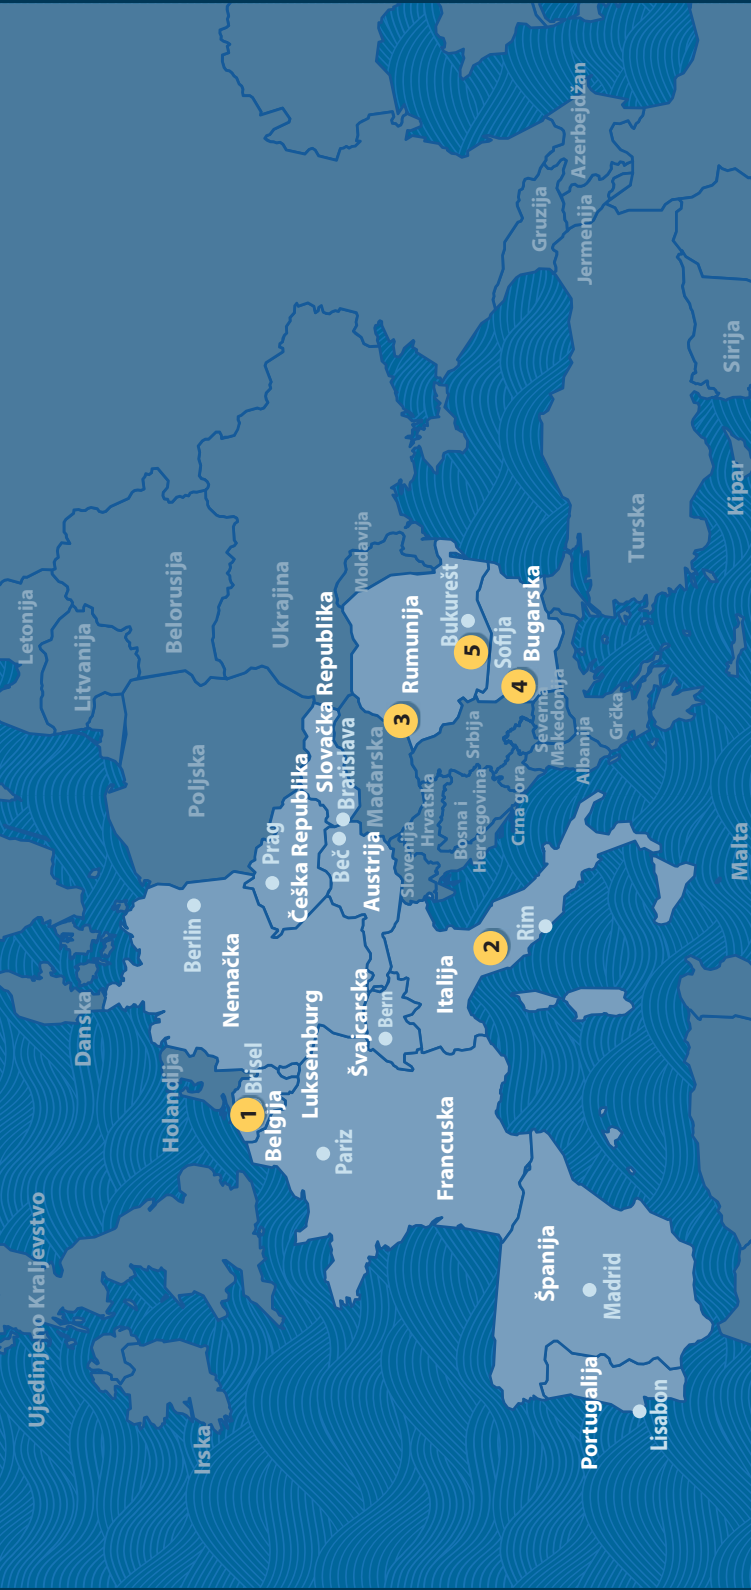 Ujedinjeno Kraljevstvo
Irska
Danska
Letonija
Litvanija
Belorusija
Holandija
Berlin
Poljska
Nemačka
1
Brisel
Belgija
Luksemburg
Prag
Češka Republika
Ukrajina
Slovačka Republika
Pariz
Švajcarska
Bern
Beč
Bratislava
Austrija
Mađarska
Moldavija
Francuska
Italija
Slovenija
Hrvatska
3
Rumunija
Bukurešt
2
Rim
Bosna i
Hercegovina
Srbija
5
Crna gora
4
Sofija
Bugarska
Španija
Madrid
Severna
Makedonija
Albanija
Grčka
Portugalija
Lisabon
Gruzija
Azerbejdžan
Jermenija
Turska
Malta
Kipar
Sirija